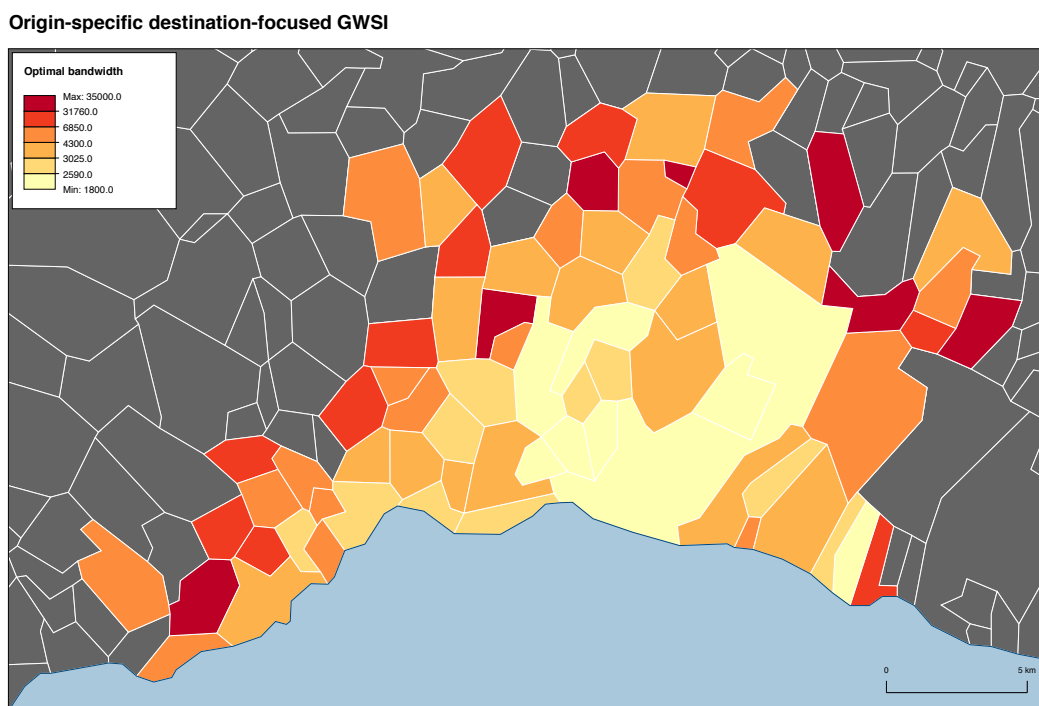 Origin-specific destination-focused GWSI
Optimal bandwidth
Max: 35000.0
31760.0
6850.0
4300.0
3025.0
2590.0
Min: 1800.0
0 5 km